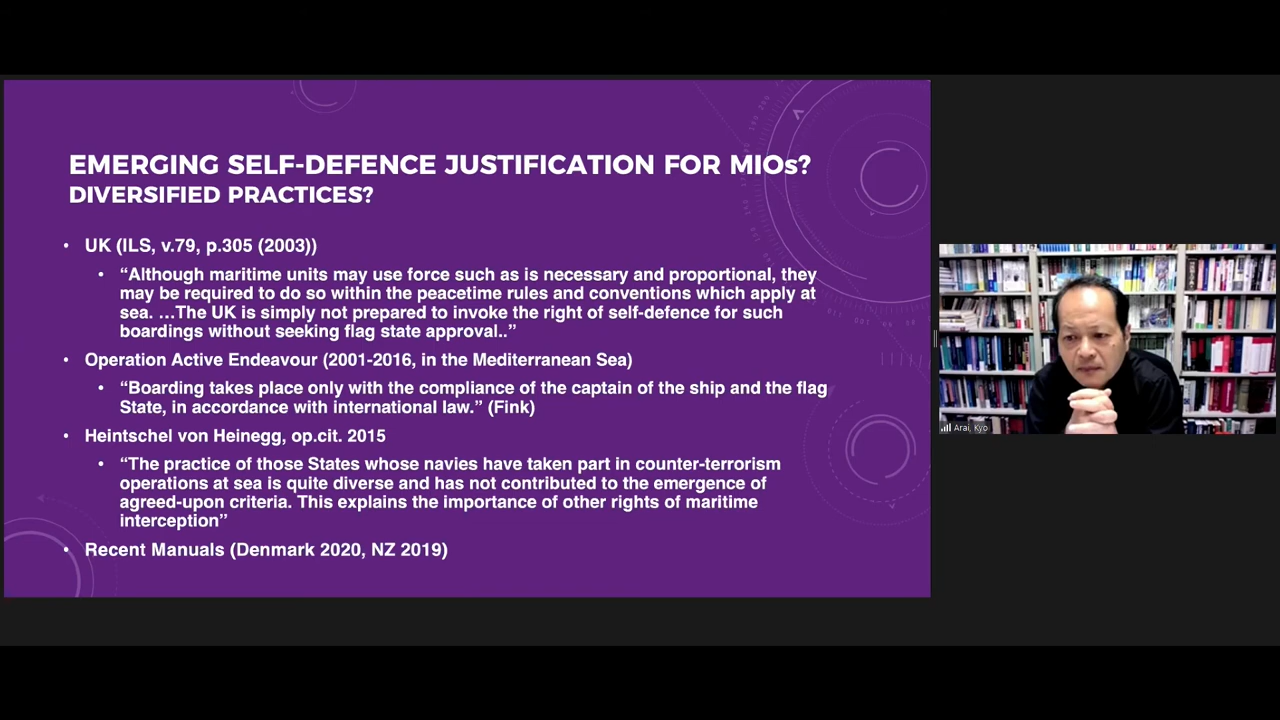 EMERGING SELF-DEFENCE JUSTIFICATION FOR MIOs?
DIVERSIFIED PRACTICES?
• UK (ILS, v.79, p.305 (2003))
• “Although maritime units may use force such as is necessary and proportional, they
may be required to do so within the peacetime rules and conventions which apply at
sea. …The UK is simply not prepared to invoke the right of self-defence for such
boardings without seeking flag state approval..”
• Operation Active Endeavour (2001-2016, in the Mediterranean Sea)
• “Boarding takes place only with the compliance of the captain of the ship and the flag
State, in accordance with international law.” (Fink)
• Heintschel von Heinegg, op.cit. 2015
• “The practice of those States whose navies have taken part in counter-terrorism
operations at sea is quite diverse and has not contributed to the emergence of
agreed-upon criteria. This explains the importance of other rights of maritime
interception”
• Recent Manuals (Denmark 2020, NZ 2019)
Arai, Kyo